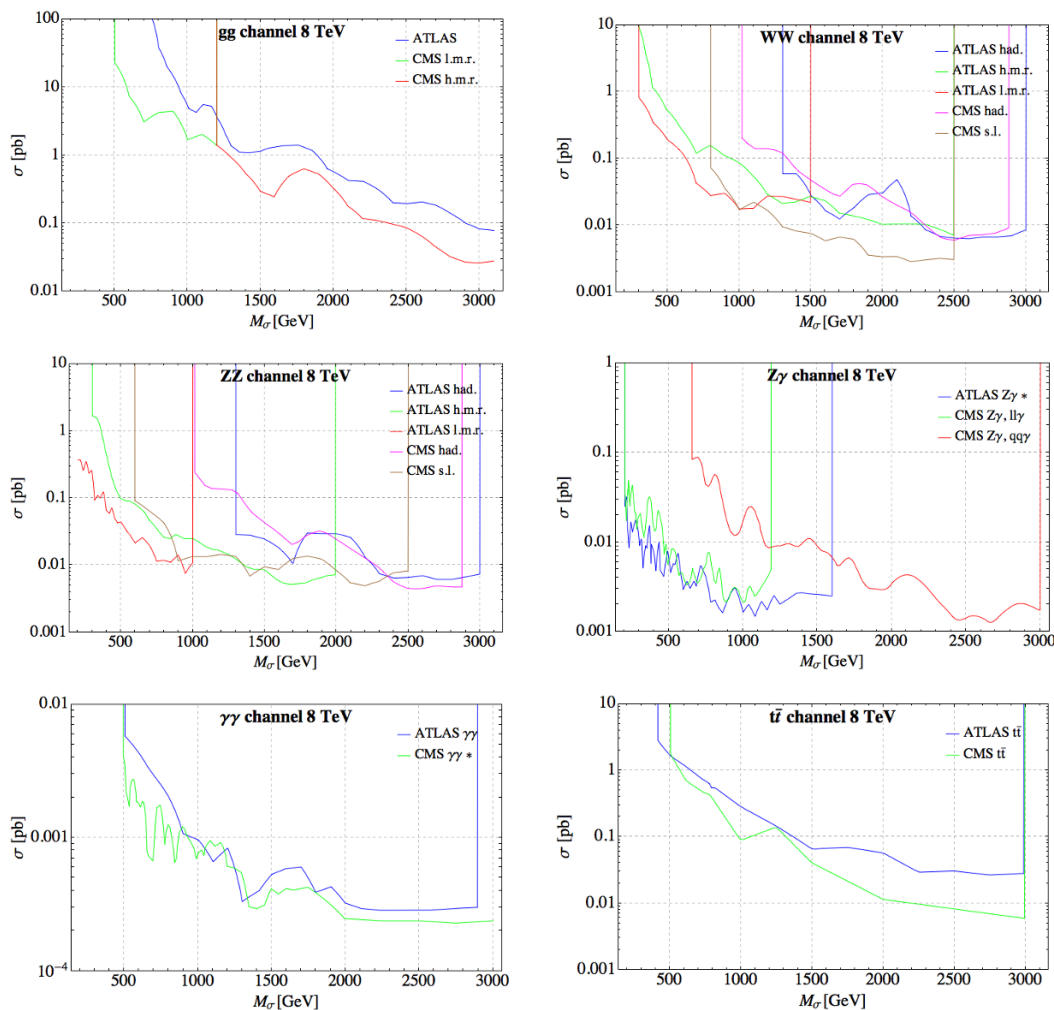 gg channel 8 TeV
ATLAS
CMS l.m.r.
CMS h.m.r.
100
10
1
0.1
0.01
σ [pb]
500 1000 1500 2000 2500 3000
Mσ [GeV]
WW channel 8 TeV
ATLAS had.
ATLAS h.m.r.
ATLAS l.m.r.
CMS had.
CMS s.l.
10
1
0.1
0.01
0.001
σ [pb]
500 1000 1500 2000 2500 3000
Mσ [GeV]
ZZ channel 8 TeV
ATLAS had.
ATLAS h.m.r.
ATLAS l.m.r.
CMS had.
CMS s.l.
10
1
0.1
0.01
0.001
σ [pb]
500 1000 1500 2000 2500 3000
Mσ [GeV]
Zγ channel 8 TeV
ATLAS Zγ *
CMS Zγ, llγ
CMS Zγ, qqγ
1
0.1
0.01
0.001
σ [pb]
500 1000 1500 2000 2500 3000
Mσ [GeV]
γγ channel 8 TeV
ATLAS γγ
CMS γγ *
0.01
0.001
10⁻⁴
σ [pb]
500 1000 1500 2000 2500 3000
Mσ [GeV]
tt̄ channel 8 TeV
ATLAS tt̄
CMS tt̄
10
1
0.1
0.01
0.001
σ [pb]
500 1000 1500 2000 2500 3000
Mσ [GeV]